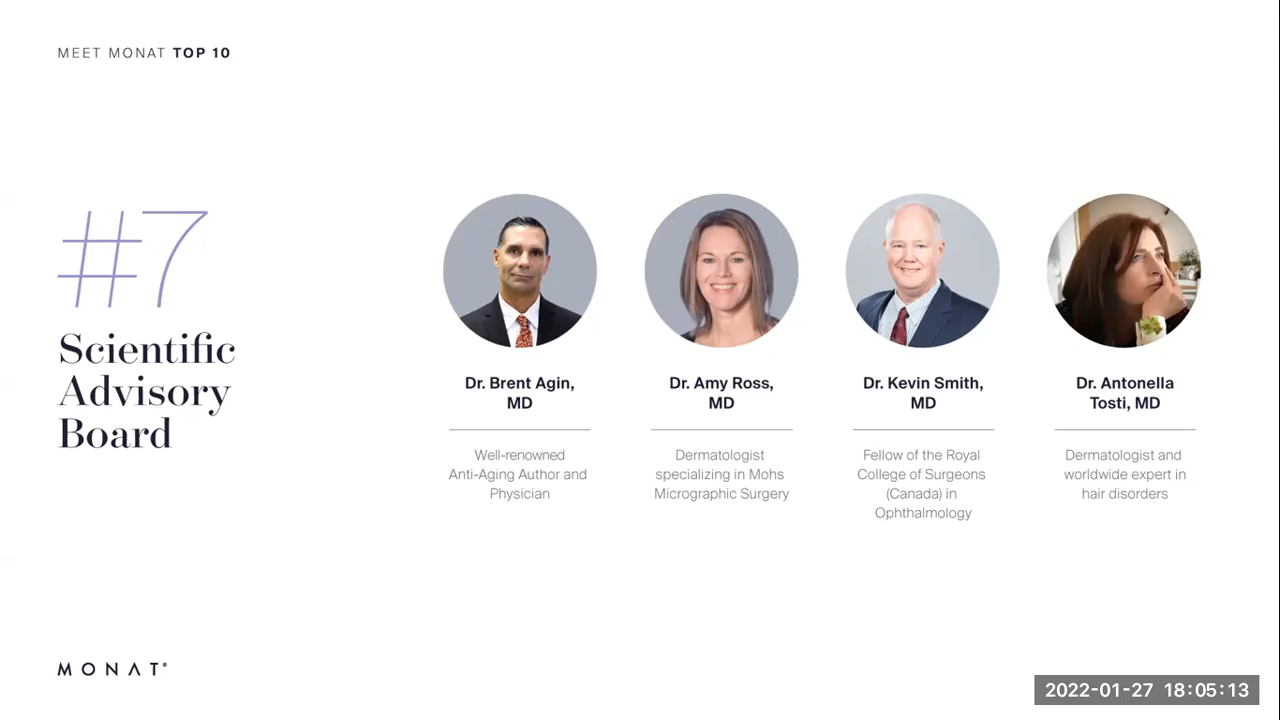 MEET MONAT TOP 10
#7
Scientific
Advisory
Board
Dr. Brent Agin,
MD
Well-renowned
Anti-Aging Author and
Physician
Dr. Amy Ross,
MD
Dermatologist
specializing in Mohs
Micrographic Surgery
Dr. Kevin Smith,
MD
Fellow of the Royal
College of Surgeons
(Canada) in
Ophthalmology
Dr. Antonella
Tosti, MD
Dermatologist and
worldwide expert in
hair disorders
MONAT®
2022-01-27 18:05:13